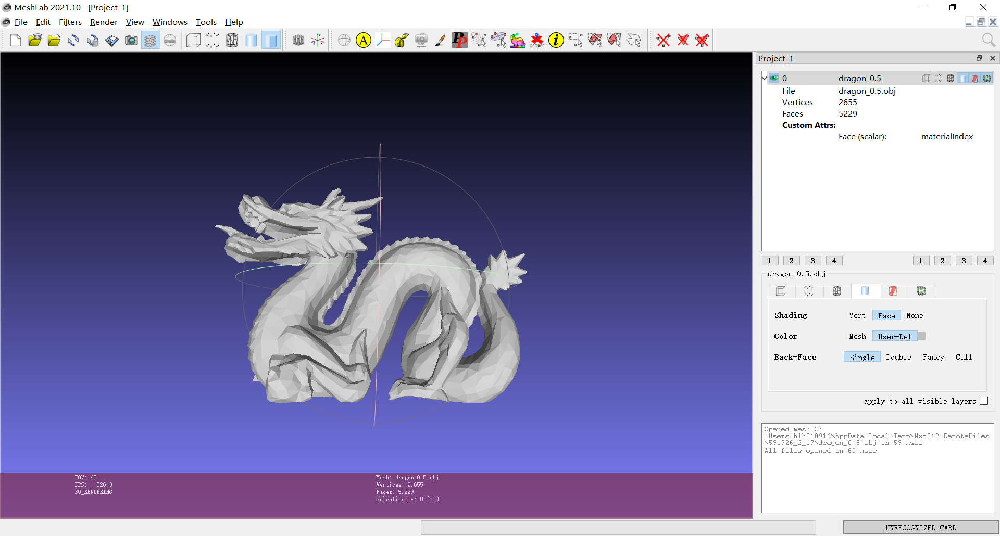 MeshLab 2021.10 - [Project_1]
File Edit Filters Render View Windows Tools Help
A PP GEOREF i
Project_1
0 dragon_0.5
File dragon_0.5.obj
Vertices 2655
Faces 5229
Custom Attrs:
Face (scalar): materialIndex
1 2 3 4 1 2 3 4
dragon_0.5.obj
Shading Vert Face None
Color Mesh User-Def
Back-Face Single Double Fancy Cull
apply to all visible layers
Opened mesh C:
\Users\hlh010916\AppData\Local\Temp\Mxt212\RemoteFiles
\591726_2_17\dragon_0.5.obj in 59 msec
All files opened in 60 msec
FOV: 60
FPS: 526.3
BO_RENDERING
Mesh: dragon_0.5.obj
Vertices: 2,655
Faces: 5,229
Selection: v: 0 f: 0
UNRECOGNIZED CARD